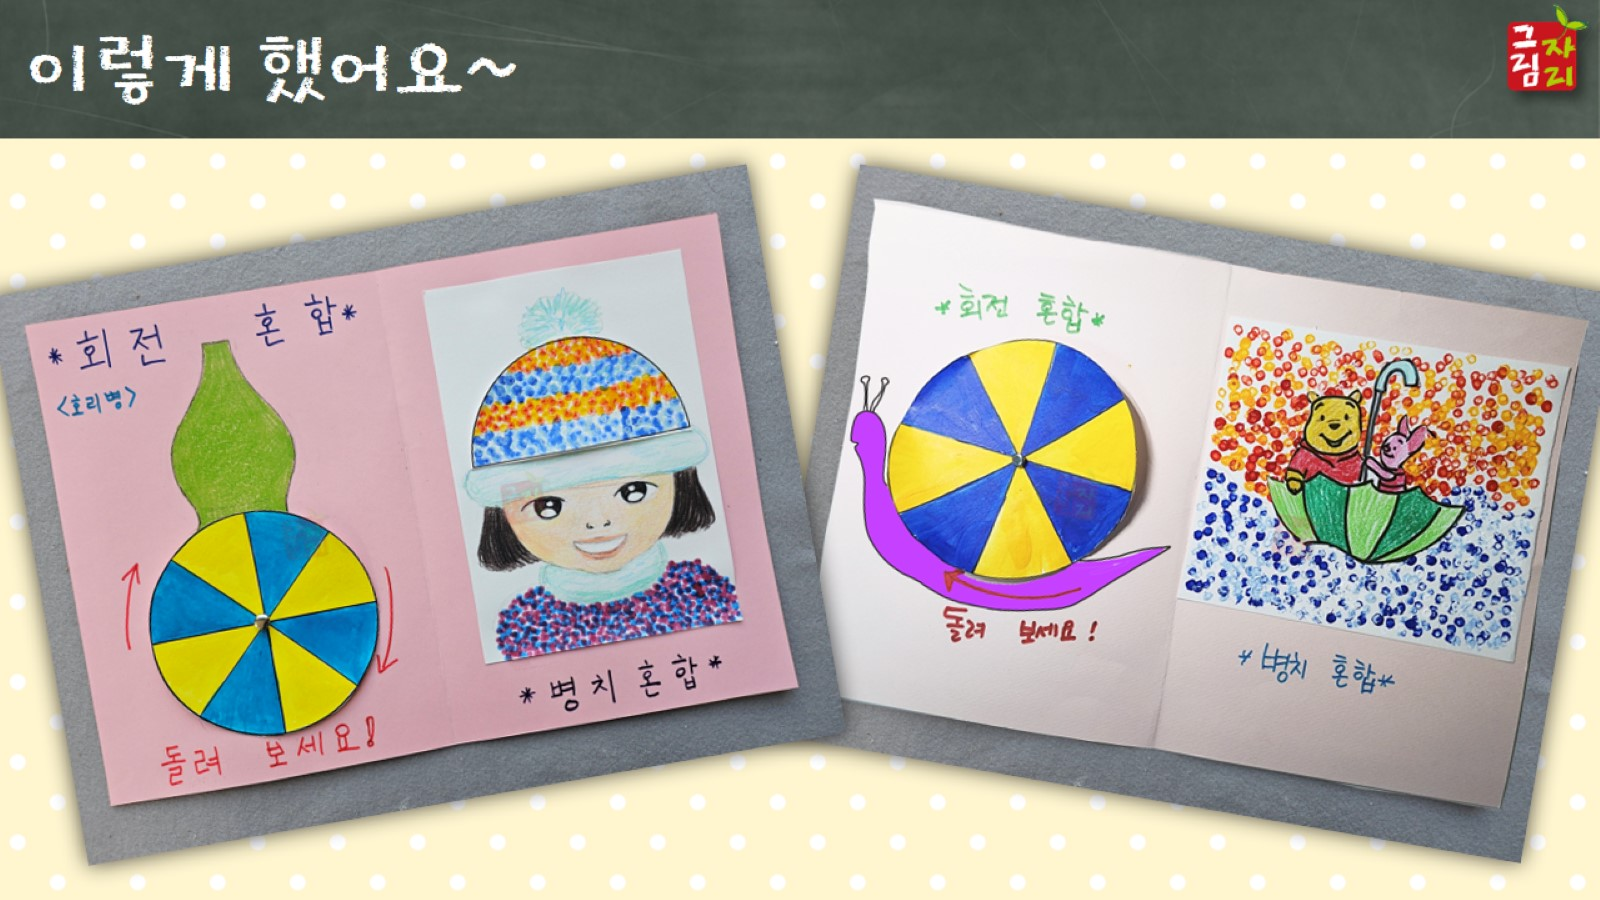 이렇게 했어요~
그림
자리
*회전 혼합*
<호리병>
돌려 보세요!
*병치혼합*
*회전 혼합*
돌려 보세요!
*병치 혼합*